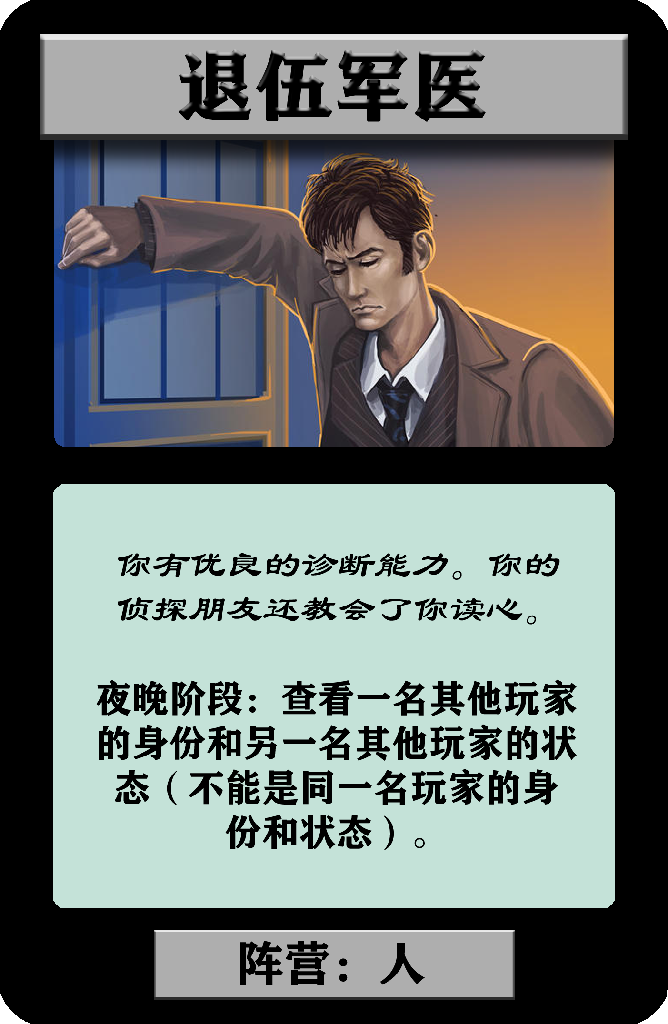 退伍军医
你有优良的诊断能力。你的
侦探朋友还教会了你读心。
夜晚阶段：查看一名其他玩家
的身份和另一名其他玩家的状
态（不能是同一名玩家的身
份和状态）。
阵营：人